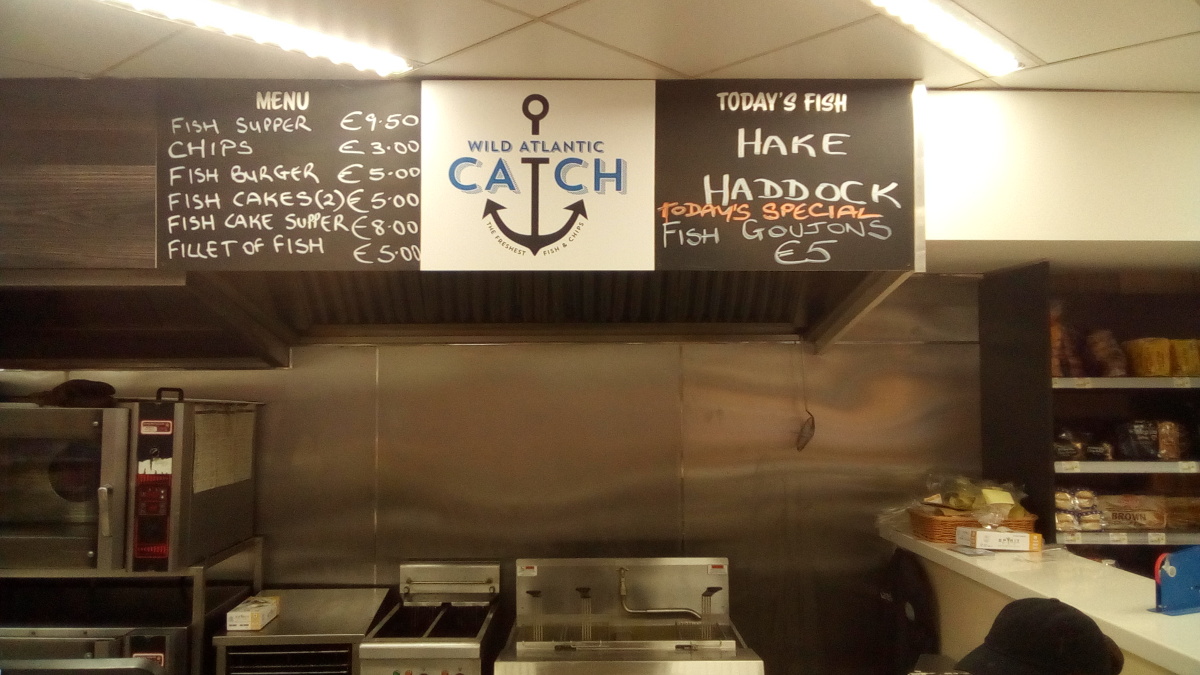 MENU
FISH SUPPER €9.50
CHIPS €3.00
FISH BURGER €5.00
FISH CAKES(2) €5.00
FISH CAKE SUPPER €8.00
FILLET OF FISH €5.00
WILD ATLANTIC
CATCH
THE FRESHEST FISH & CHIPS
TODAY'S FISH
HAKE
HADDOCK
TODAY'S SPECIAL
FISH GOUJONS
€5
BROWN